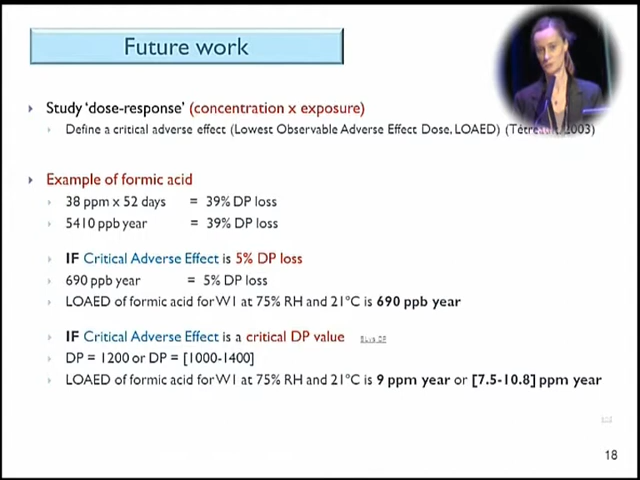 Future work
Study 'dose-response' (concentration x exposure)
Define a critical adverse effect (Lowest Observable Adverse Effect Dose, LOAED) (Tétreault, 2003)
Example of formic acid
38 ppm x 52 days = 39% DP loss
5410 ppb year = 39% DP loss
IF Critical Adverse Effect is 5% DP loss
690 ppb year = 5% DP loss
LOAED of formic acid for W1 at 75% RH and 21°C is 690 ppb year
IF Critical Adverse Effect is a critical DP value
DP = 1200 or DP = [1000-1400]
LOAED of formic acid for W1 at 75% RH and 21°C is 9 ppm year or [7.5-10.8] ppm year
18